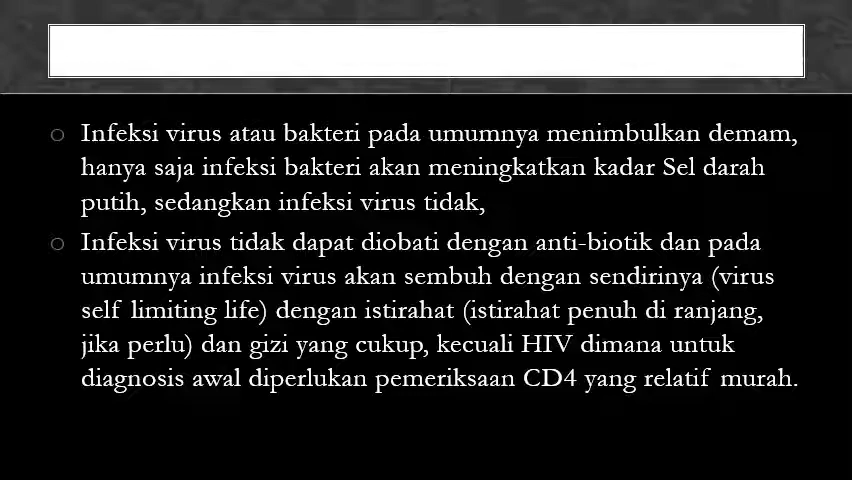 Infeksi virus atau bakteri pada umumnya menimbulkan demam,
hanya saja infeksi bakteri akan meningkatkan kadar Sel darah
putih, sedangkan infeksi virus tidak,
Infeksi virus tidak dapat diobati dengan anti-biotik dan pada
umumnya infeksi virus akan sembuh dengan sendirinya (virus
self limiting life) dengan istirahat (istirahat penuh di ranjang,
jika perlu) dan gizi yang cukup, kecuali HIV dimana untuk
diagnosis awal diperlukan pemeriksaan CD4 yang relatif murah.